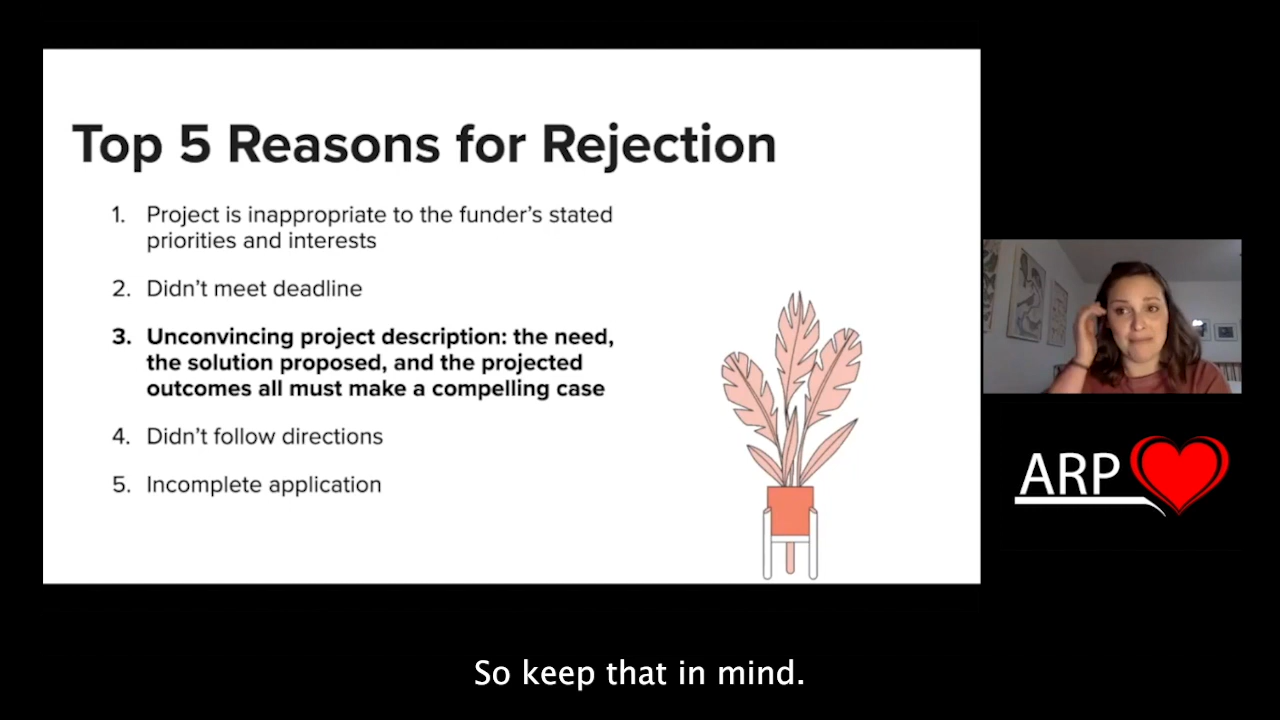 Top 5 Reasons for Rejection
1. Project is inappropriate to the funder’s stated
priorities and interests
2. Didn’t meet deadline
3. Unconvincing project description: the need,
the solution proposed, and the projected
outcomes all must make a compelling case
4. Didn’t follow directions
5. Incomplete application
ARP
So keep that in mind.